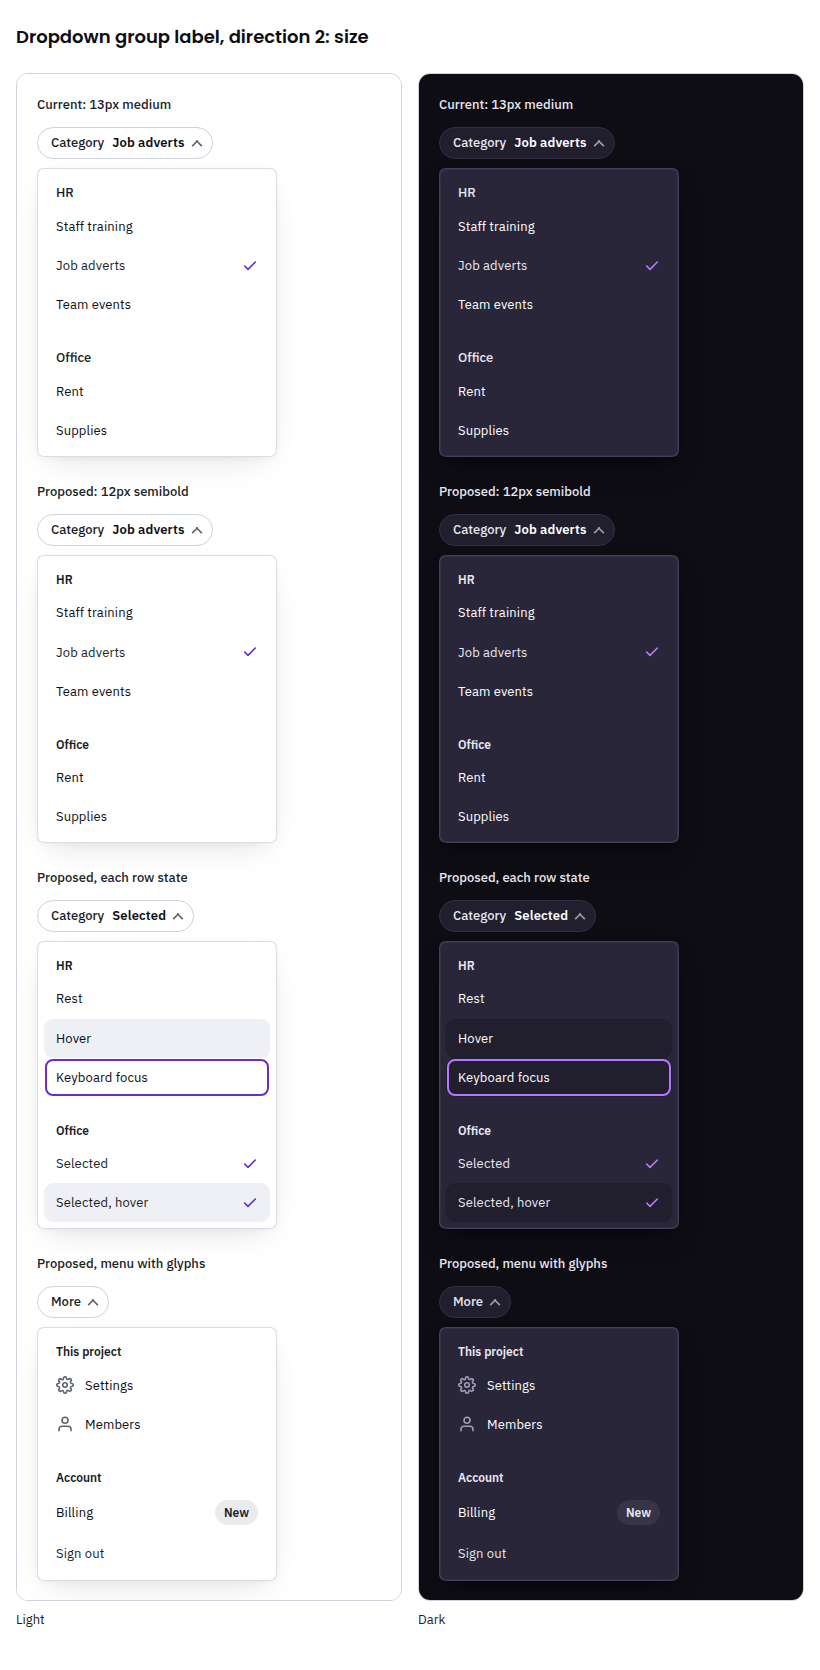 Dropdown group label, direction 2: size
Current: 13px medium
Category Job adverts
HR
Staff training
Job adverts
Team events
Office
Rent
Supplies
Proposed: 12px semibold
Category Job adverts
HR
Staff training
Job adverts
Team events
Office
Rent
Supplies
Proposed, each row state
Category Selected
HR
Rest
Hover
Keyboard focus
Office
Selected
Selected, hover
Proposed, menu with glyphs
More
This project
Settings
Members
Account
Billing New
Sign out
Light
Current: 13px medium
Category Job adverts
HR
Staff training
Job adverts
Team events
Office
Rent
Supplies
Proposed: 12px semibold
Category Job adverts
HR
Staff training
Job adverts
Team events
Office
Rent
Supplies
Proposed, each row state
Category Selected
HR
Rest
Hover
Keyboard focus
Office
Selected
Selected, hover
Proposed, menu with glyphs
More
This project
Settings
Members
Account
Billing New
Sign out
Dark